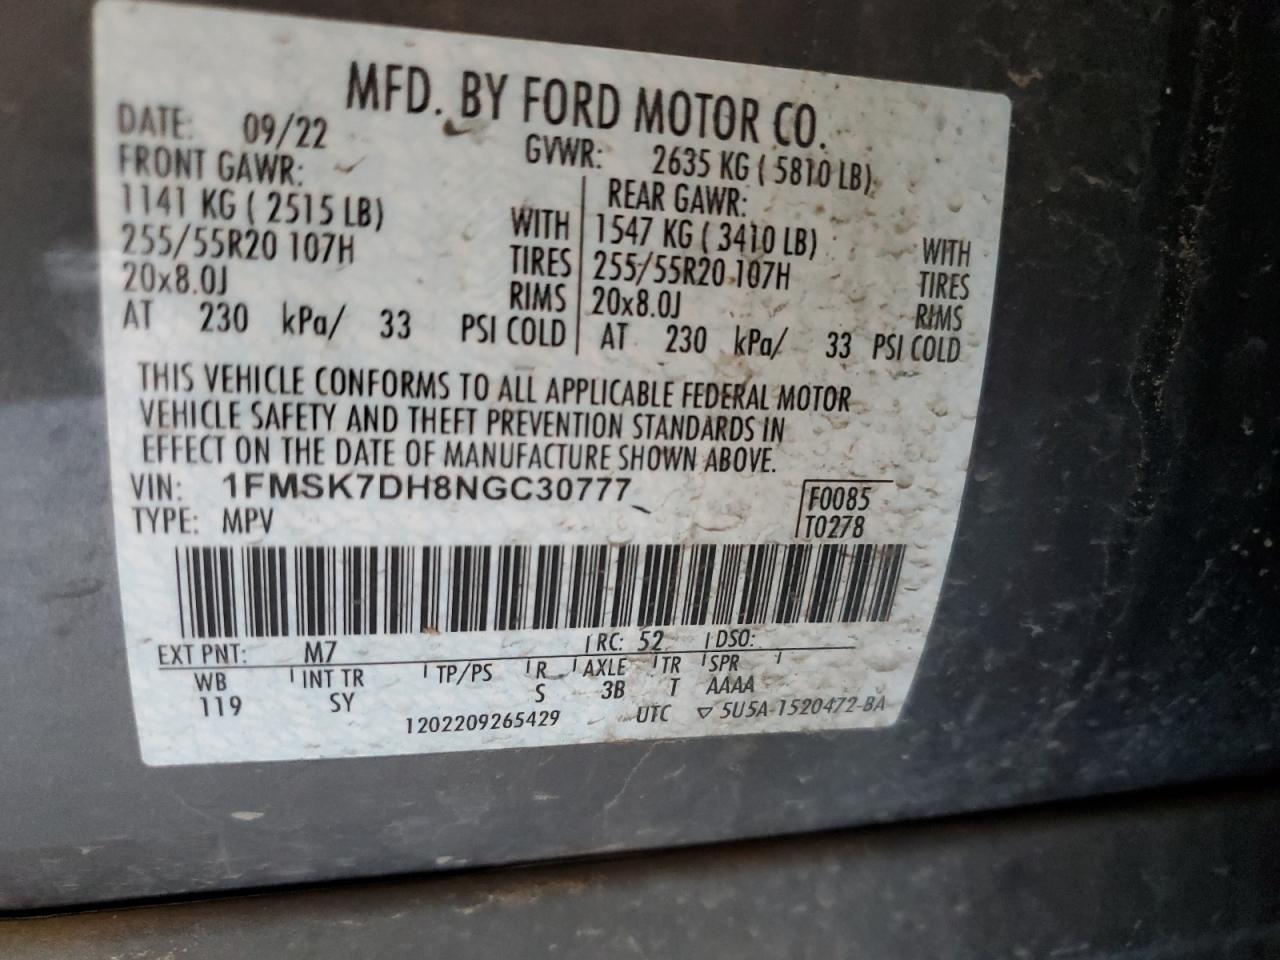 MFD. BY FORD MOTOR CO.
DATE: 09/22 GVWR: 2635 KG ( 5810 LB)
FRONT GAWR: REAR GAWR:
1141 KG ( 2515 LB) WITH 1547 KG ( 3410 LB) WITH
255/55R20 107H TIRES 255/55R20 107H TIRES
20x8.0J RIMS 20x8.0J RIMS
AT 230 kPa/ 33 PSI COLD AT 230 kPa/ 33 PSI COLD
THIS VEHICLE CONFORMS TO ALL APPLICABLE FEDERAL MOTOR
VEHICLE SAFETY AND THEFT PREVENTION STANDARDS IN
EFFECT ON THE DATE OF MANUFACTURE SHOWN ABOVE.
VIN: 1FMSK7DH8NGC30777 F0085
TYPE: MPV T0278
EXT PNT: M7 RC: 52 DSO:
WB INT TR TP/PS R AXLE TR SPR
119 SY S 3B T AAAA
1202209265429 UTC ▽ 5U5A-1520472-BA